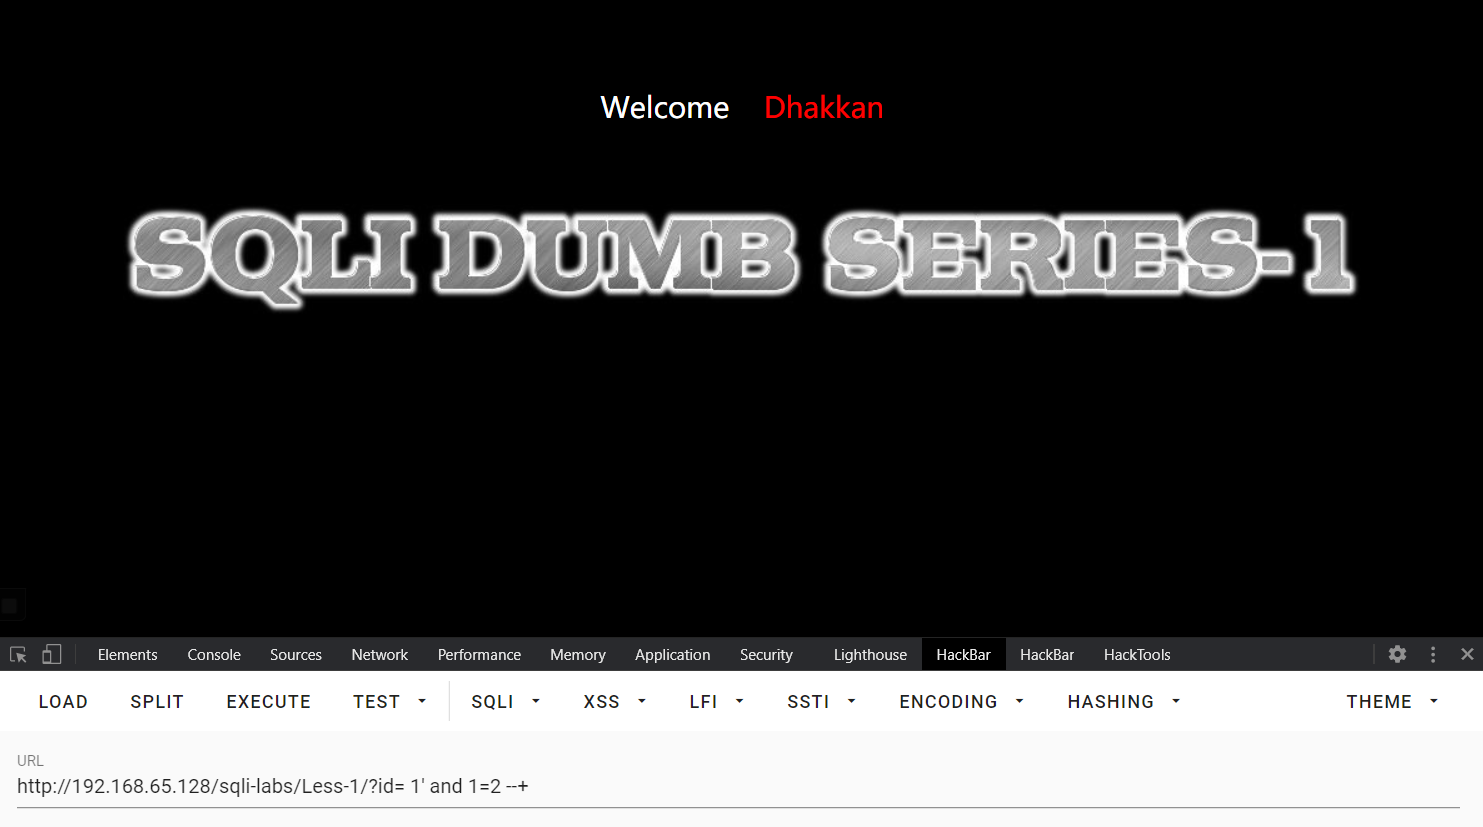 Welcome Dhakkan
SQLI DUMB SERIES-1
Elements Console Sources Network Performance Memory Application Security Lighthouse HackBar HackBar HackTools
LOAD SPLIT EXECUTE TEST SQLI XSS LFI SSTI ENCODING HASHING THEME
URL
http://192.168.65.128/sqli-labs/Less-1/?id= 1' and 1=2 --+